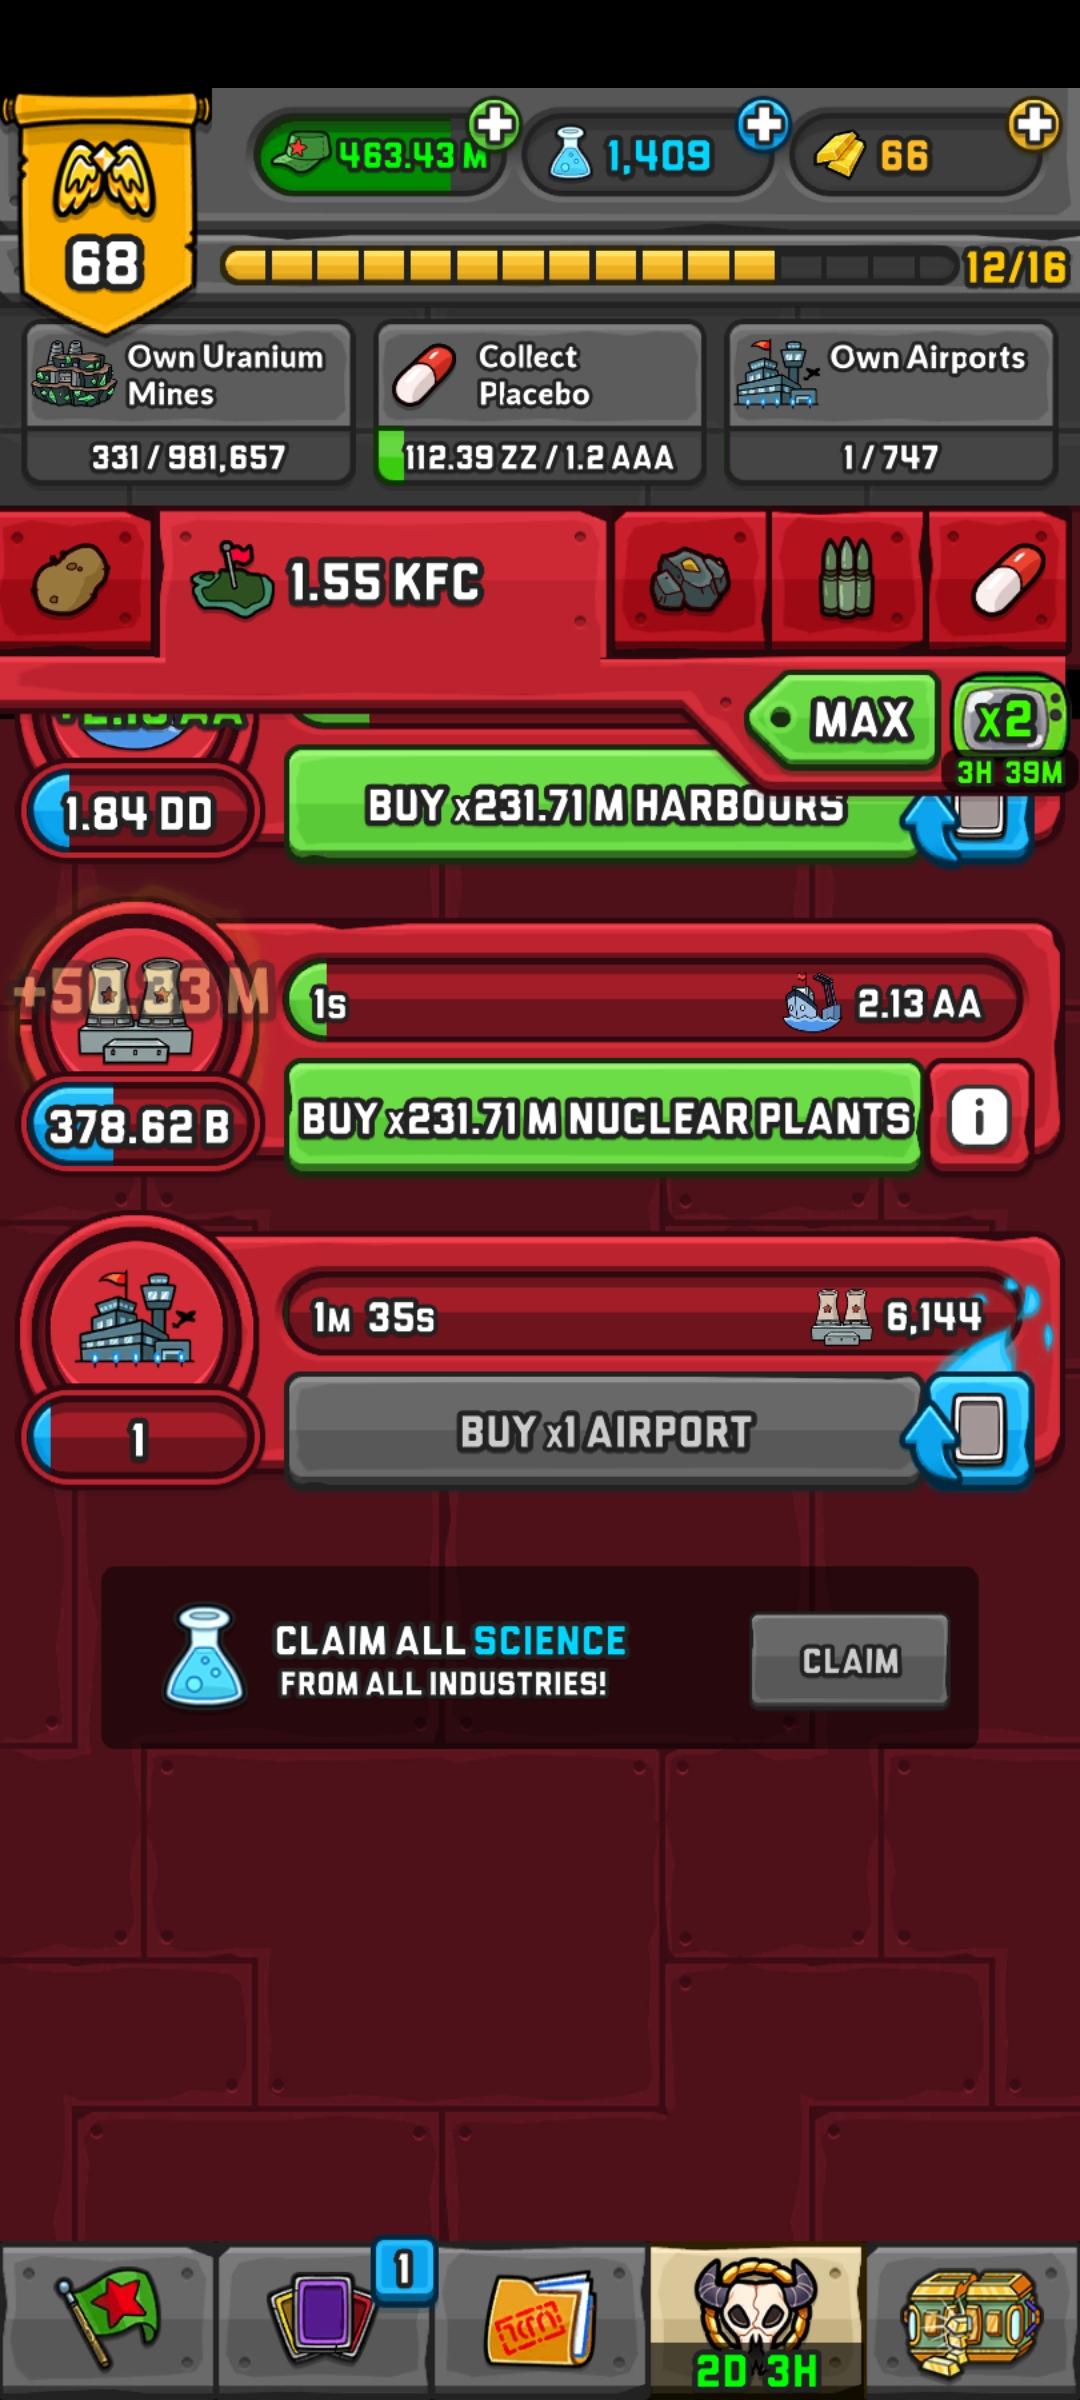 463.43 M
1,409
66
68
12/16
Own Uranium
Mines
331 / 981,657
Collect
Placebo
112.39 ZZ / 1.2 AAA
Own Airports
1 / 747
1.55 KFC
MAX
x2
3H 39M
1.84 DD
BUY x231.71 M HARBOURS
+50.33 M
1s
2.13 AA
378.62 B
BUY x231.71 M NUCLEAR PLANTS
i
1M 35s
6,144
1
BUY x1 AIRPORT
CLAIM ALL SCIENCE
FROM ALL INDUSTRIES!
CLAIM
1
2D 3H